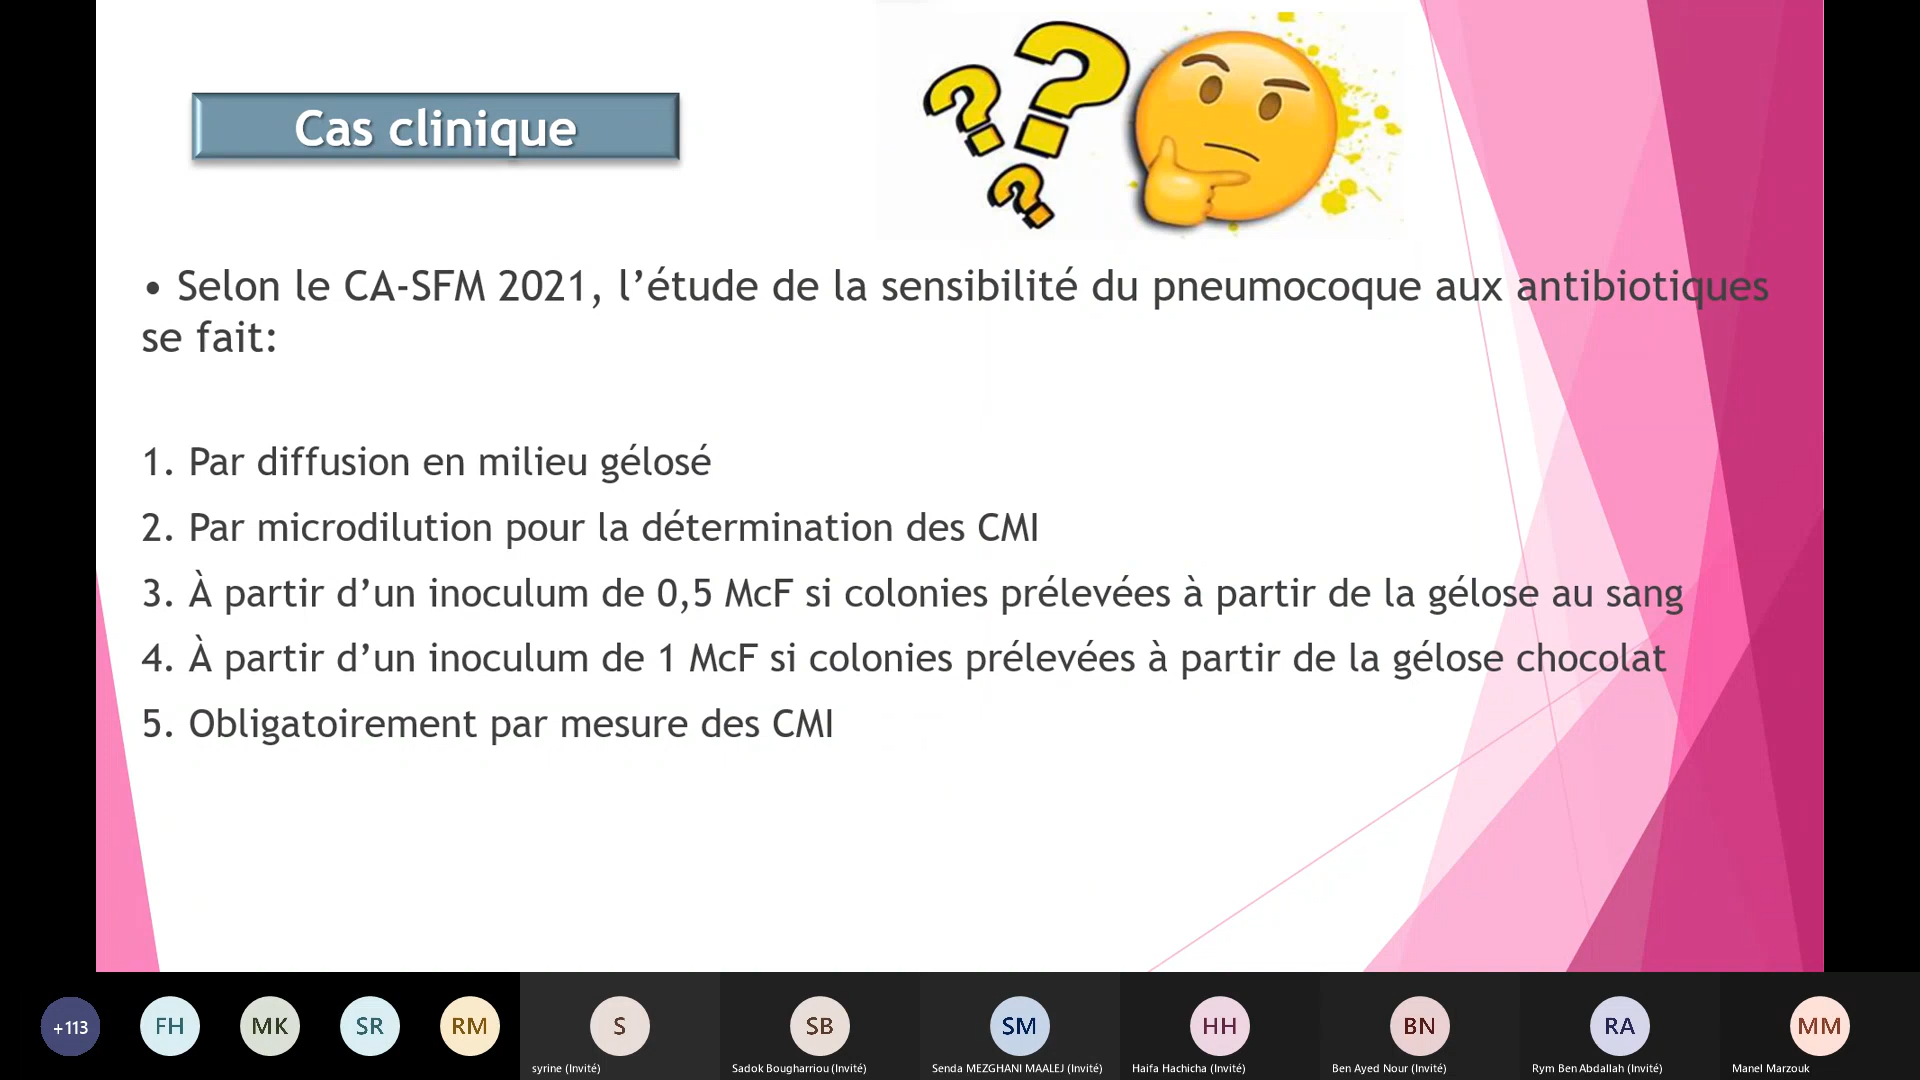 Cas clinique
• Selon le CA-SFM 2021, l’étude de la sensibilité du pneumocoque aux antibiotiques
se fait:
1. Par diffusion en milieu gélosé
2. Par microdilution pour la détermination des CMI
3. À partir d’un inoculum de 0,5 McF si colonies prélevées à partir de la gélose au sang
4. À partir d’un inoculum de 1 McF si colonies prélevées à partir de la gélose chocolat
5. Obligatoirement par mesure des CMI
+113 FH MK SR RM S SB SM HH BN RA MM
syrine (Invité) Sadok Bougharriou (Invité) Senda MEZGHANI MAALEJ (Invité) Haifa Hachicha (Invité) Ben Ayed Nour (Invité) Rym Ben Abdallah (Invité) Manel Marzouk